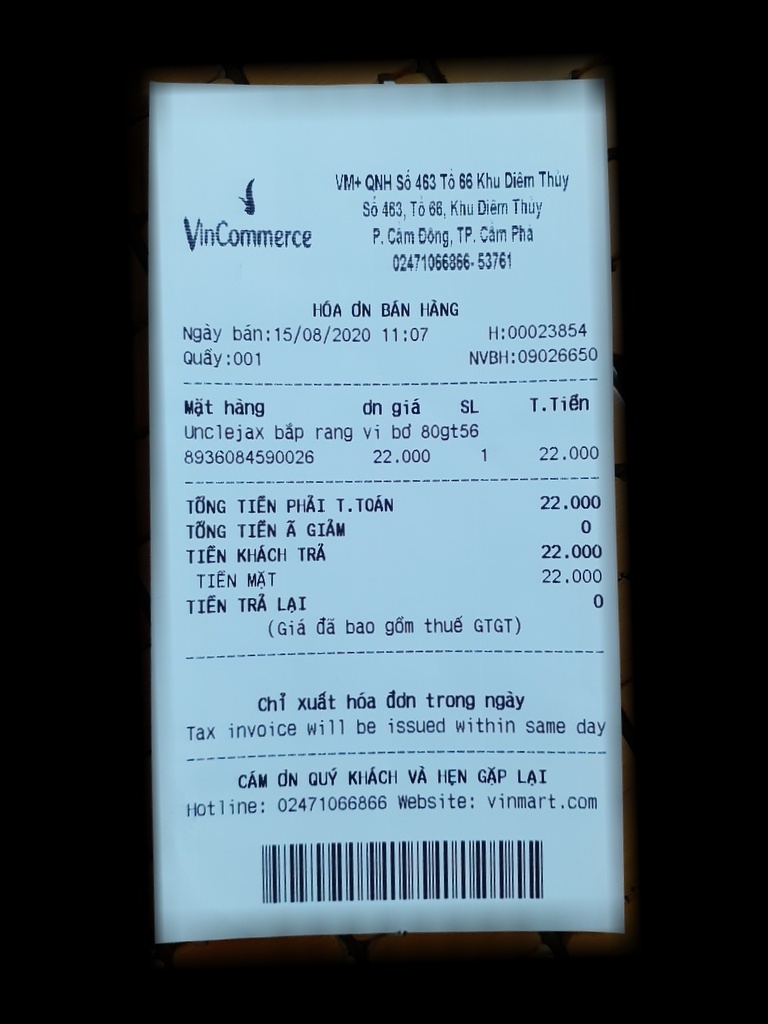 VinCommerce
VM+ QNH Số 463 Tổ 66 Khu Diêm Thủy
Số 463, Tổ 66, Khu Diêm Thủy
P. Cẩm Đông, TP. Cẩm Phả
02471066866- 53761
HÓA ƠN BÁN HÀNG
Ngày bán:15/08/2020 11:07 H:00023854
Quầy:001 NVBH:09026650
Mặt hàng ơn giá SL T.Tiền
Unclejax bắp rang vi bơ 80gt56
8936084590026 22.000 1 22.000
TỔNG TIỀN PHẢI T.TOÁN 22.000
TỔNG TIỀN Ã GIẢM 0
TIỀN KHÁCH TRẢ 22.000
TIỀN MẶT 22.000
TIỀN TRẢ LẠI 0
(Giá đã bao gồm thuế GTGT)
Chỉ xuất hóa đơn trong ngày
Tax invoice will be issued within same day
CÁM ƠN QUÝ KHÁCH VÀ HẸN GẶP LẠI
Hotline: 02471066866 Website: vinmart.com